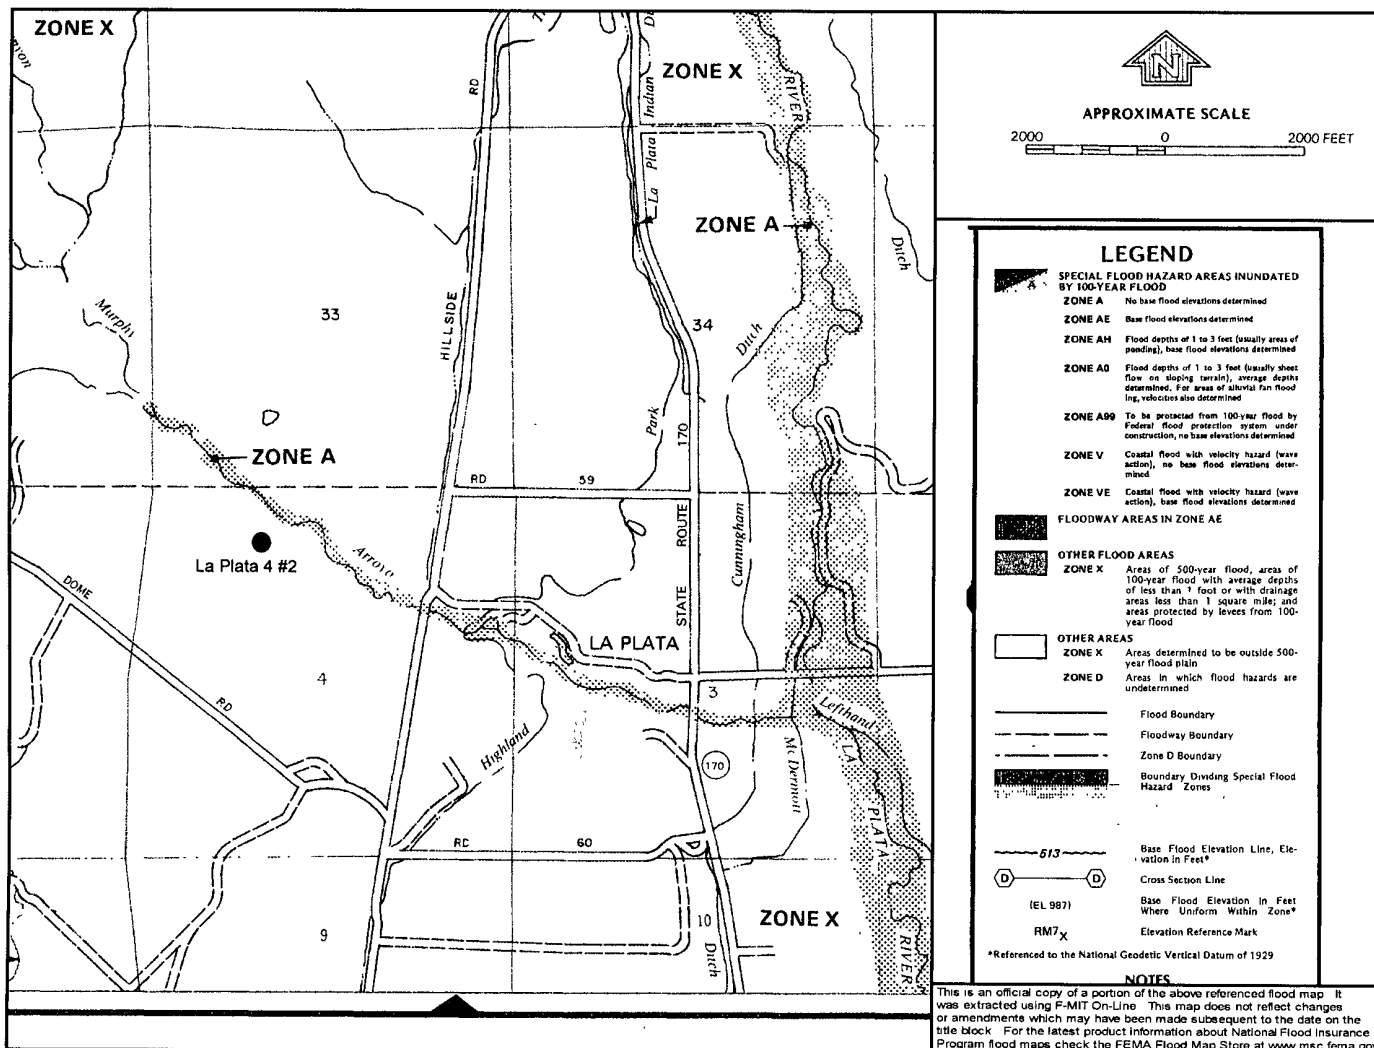 ZONE X
RD
ZONE X
RIVER
La Plata Indian
ZONE A
Ditch
Murphy
33
HILLSIDE
34
Ditch
Park
170
ZONE A
RD 59
STATE ROUTE
Cunningham
Arroyo
La Plata 4 #2
DOME
RD
LA PLATA
4
3
Highland
Lefthand
LA PLATA RIVER
Mc Dermott
170
RD 60
9
10
ZONE X
Ditch
N
APPROXIMATE SCALE
2000 0 2000 FEET
LEGEND
SPECIAL FLOOD HAZARD AREAS INUNDATED
BY 100-YEAR FLOOD
ZONE A No base flood elevations determined
ZONE AE Base flood elevations determined
ZONE AH Flood depths of 1 to 3 feet (usually areas of
ponding), base flood elevations determined
ZONE A0 Flood depths of 1 to 3 feet (usually sheet
flow on sloping terrain), average depths
determined. For areas of alluvial fan flood
ing, velocities also determined
ZONE A99 To be protected from 100-year flood by
Federal flood protection system under
construction, no base elevations determined
ZONE V Coastal flood with velocity hazard (wave
action), no base flood elevations deter-
mined
ZONE VE Coastal flood with velocity hazard (wave
action), base flood elevations determined
FLOODWAY AREAS IN ZONE AE
OTHER FLOOD AREAS
ZONE X Areas of 500-year flood, areas of
100-year flood with average depths
of less than 1 foot or with drainage
areas less than 1 square mile; and
areas protected by levees from 100-
year flood
OTHER AREAS
ZONE X Areas determined to be outside 500-
year flood plain
ZONE D Areas in which flood hazards are
undetermined
Flood Boundary
Floodway Boundary
Zone D Boundary
Boundary Dividing Special Flood
Hazard Zones
513 Base Flood Elevation Line, Ele-
vation in Feet*
D D Cross Section Line
(EL 987) Base Flood Elevation in Feet
Where Uniform Within Zone*
RM7X Elevation Reference Mark
*Referenced to the National Geodetic Vertical Datum of 1929
NOTES
This is an official copy of a portion of the above referenced flood map It
was extracted using F-MIT On-Line This map does not reflect changes
or amendments which may have been made subsequent to the date on the
title block For the latest product information about National Flood Insurance
Program flood maps check the FEMA Flood Map Store at www.msc.fema.gov